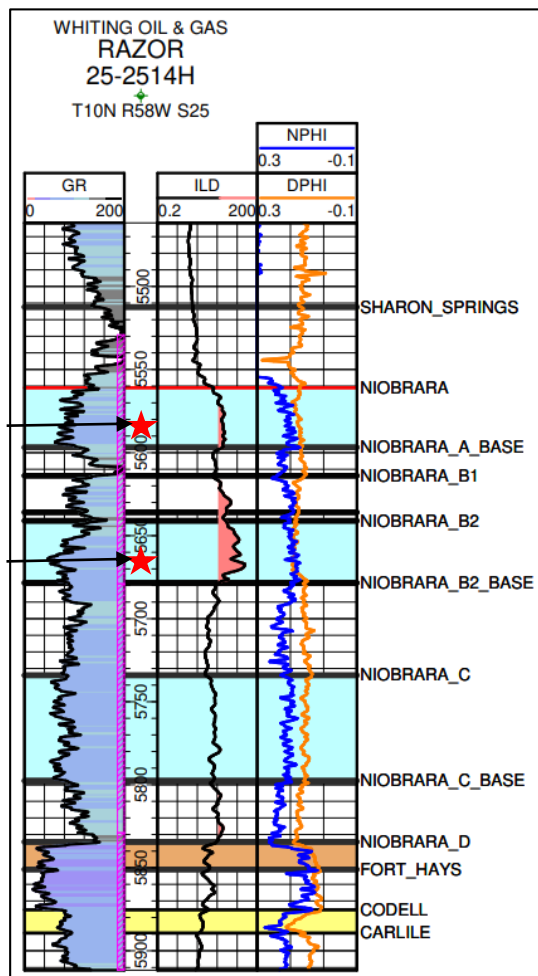 WHITING OIL & GAS
RAZOR
25-2514H
T10N R58W S25
NPHI
0.3 -0.1
GR ILD DPHI
0 200 0.2 200 0.3 -0.1
5500
SHARON_SPRINGS
5550
NIOBRARA
5600
NIOBRARA_A_BASE
NIOBRARA_B1
5650
NIOBRARA_B2
NIOBRARA_B2_BASE
5700
NIOBRARA_C
5750
NIOBRARA_C_BASE
5800
NIOBRARA_D
5850
FORT_HAYS
CODELL
CARLILE
5900